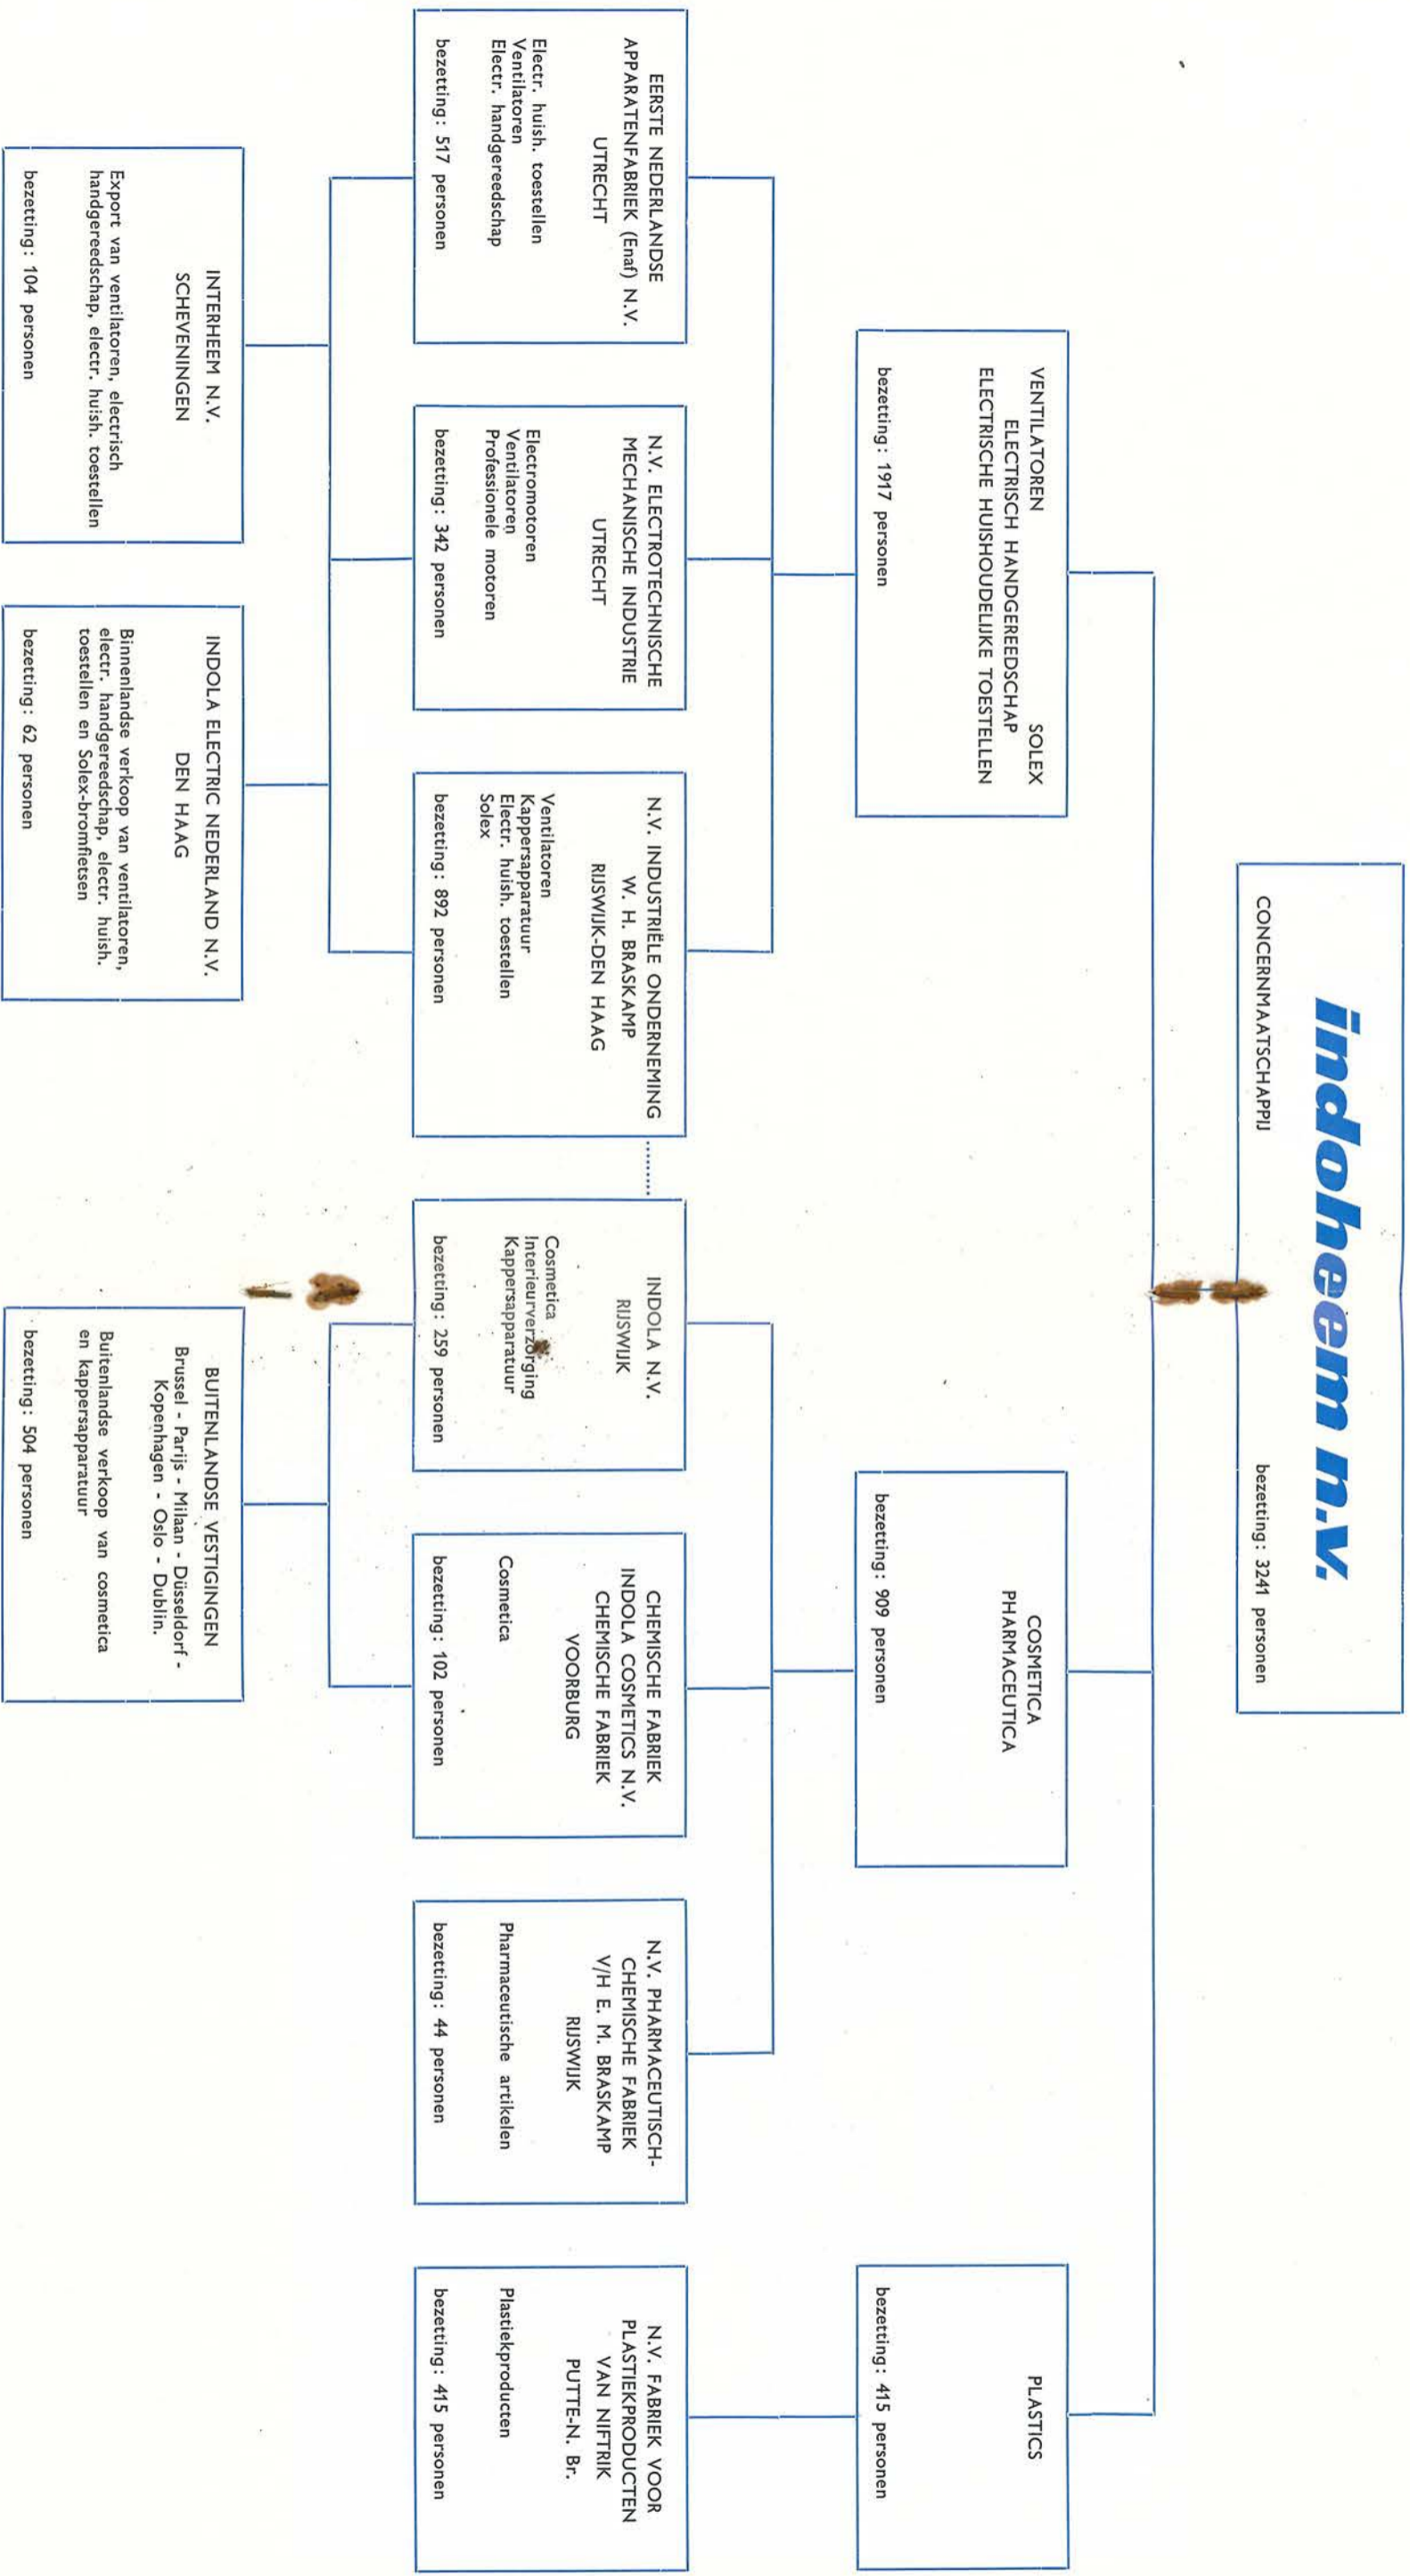 indoheem n.v.
CONCERNMAATSCHAPPIJ
bezetting: 3241 personen
VENTILATOREN SOLEX
ELECTRISCH HANDGEREEDSCHAP
ELECTRISCHE HUISHOUDELIJKE TOESTELLEN
bezetting: 1917 personen
COSMETICA
PHARMACEUTICA
bezetting: 909 personen
PLASTICS
bezetting: 415 personen
EERSTE NEDERLANDSE
APPARATENFABRIEK (Enaf) N.V.
UTRECHT
Electr. huish. toestellen
Ventilatoren
Electr. handgereedschap
bezetting: 517 personen
N.V. ELECTROTECHNISCHE
MECHANISCHE INDUSTRIE
UTRECHT
Electromotoren
Ventilatoren
Professionele motoren
bezetting: 342 personen
N.V. INDUSTRIËLE ONDERNEMING
W. H. BRASKAMP
RIJSWIJK-DEN HAAG
Ventilatoren
Kappersapparatuur
Electr. huish. toestellen
Solex
bezetting: 892 personen
INDOLA N.V.
RIJSWIJK
Cosmetica
Interieurverzorging
Kappersapparatuur
bezetting: 259 personen
CHEMISCHE FABRIEK
INDOLA COSMETICS N.V.
CHEMISCHE FABRIEK
VOORBURG
Cosmetica
bezetting: 102 personen
N.V. PHARMACEUTISCH-
CHEMISCHE FABRIEK
V/H E. M. BRASKAMP
RIJSWIJK
Pharmaceutische artikelen
bezetting: 44 personen
N.V. FABRIEK VOOR
PLASTIEKPRODUCTEN
VAN NIFTRIK
PUTTE-N. Br.
Plastiekproducten
bezetting: 415 personen
INTERHEEM N.V.
SCHEVENINGEN
Export van ventilatoren, electrisch
handgereedschap, electr. huish. toestellen
bezetting: 104 personen
INDOLA ELECTRIC NEDERLAND N.V.
DEN HAAG
Binnenlandse verkoop van ventilatoren,
electr. handgereedschap, electr. huish.
toestellen en Solex-bromfietsen
bezetting: 62 personen
BUITENLANDSE VESTIGINGEN
Brussel - Parijs - Milaan - Düsseldorf -
Kopenhagen - Oslo - Dublin.
Buitenlandse verkoop van cosmetica
en kappersapparatuur
bezetting: 504 personen